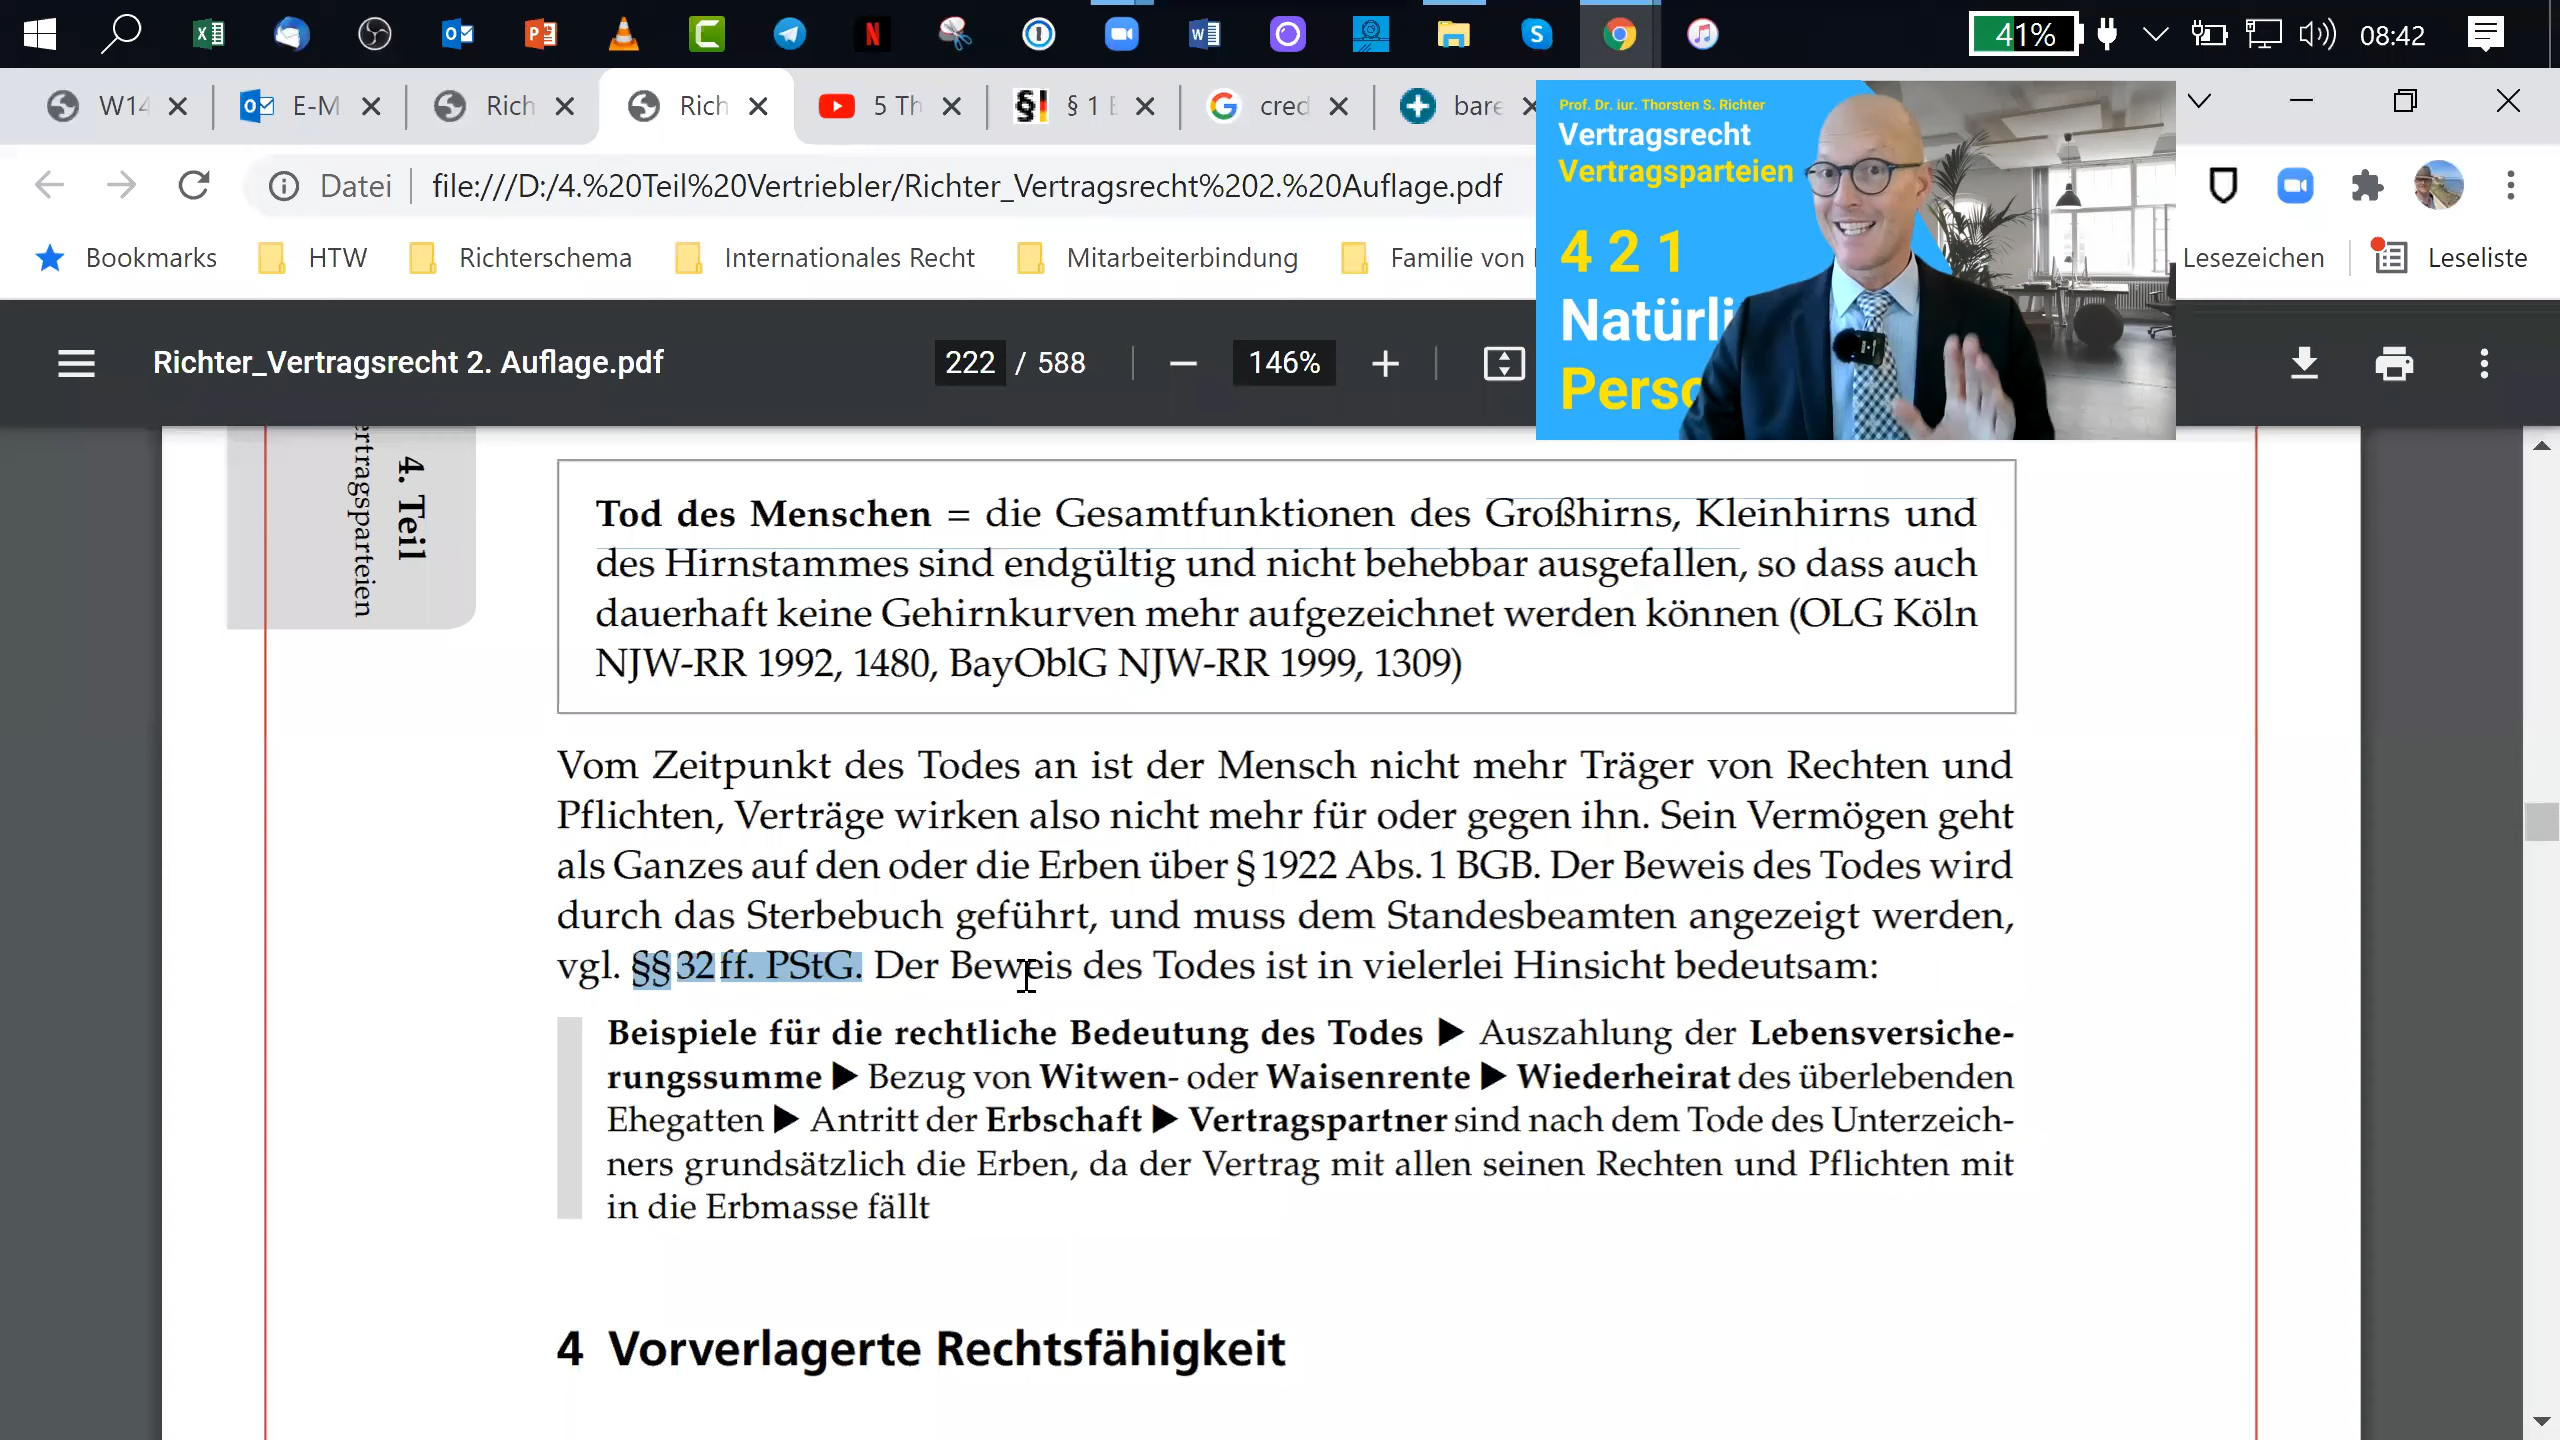 41%
08:42
W14
E-M
Rich
Rich
5 Th
§ 1 E
cred
bare
Datei
file:///D:/4.%20Teil%20Vertriebler/Richter_Vertragsrecht%202.%20Auflage.pdf
Bookmarks
HTW
Richterschema
Internationales Recht
Mitarbeiterbindung
Familie von
Lesezeichen
Leseliste
Richter_Vertragsrecht 2. Auflage.pdf
222 / 588
146%
Prof. Dr. iur. Thorsten S. Richter
Vertragsrecht
Vertragsparteien
4 2 1
Natürli
Perso
4. Teil
ertragsparteien
Tod des Menschen = die Gesamtfunktionen des Großhirns, Kleinhirns und
des Hirnstammes sind endgültig und nicht behebbar ausgefallen, so dass auch
dauerhaft keine Gehirnkurven mehr aufgezeichnet werden können (OLG Köln
NJW-RR 1992, 1480, BayOblG NJW-RR 1999, 1309)
Vom Zeitpunkt des Todes an ist der Mensch nicht mehr Träger von Rechten und
Pflichten, Verträge wirken also nicht mehr für oder gegen ihn. Sein Vermögen geht
als Ganzes auf den oder die Erben über § 1922 Abs. 1 BGB. Der Beweis des Todes wird
durch das Sterbebuch geführt, und muss dem Standesbeamten angezeigt werden,
vgl. §§ 32 ff. PStG. Der Beweis des Todes ist in vielerlei Hinsicht bedeutsam:
Beispiele für die rechtliche Bedeutung des Todes ▶ Auszahlung der Lebensversiche-
rungssumme ▶ Bezug von Witwen- oder Waisenrente ▶ Wiederheirat des überlebenden
Ehegatten ▶ Antritt der Erbschaft ▶ Vertragspartner sind nach dem Tode des Unterzeich-
ners grundsätzlich die Erben, da der Vertrag mit allen seinen Rechten und Pflichten mit
in die Erbmasse fällt
4 Vorverlagerte Rechtsfähigkeit